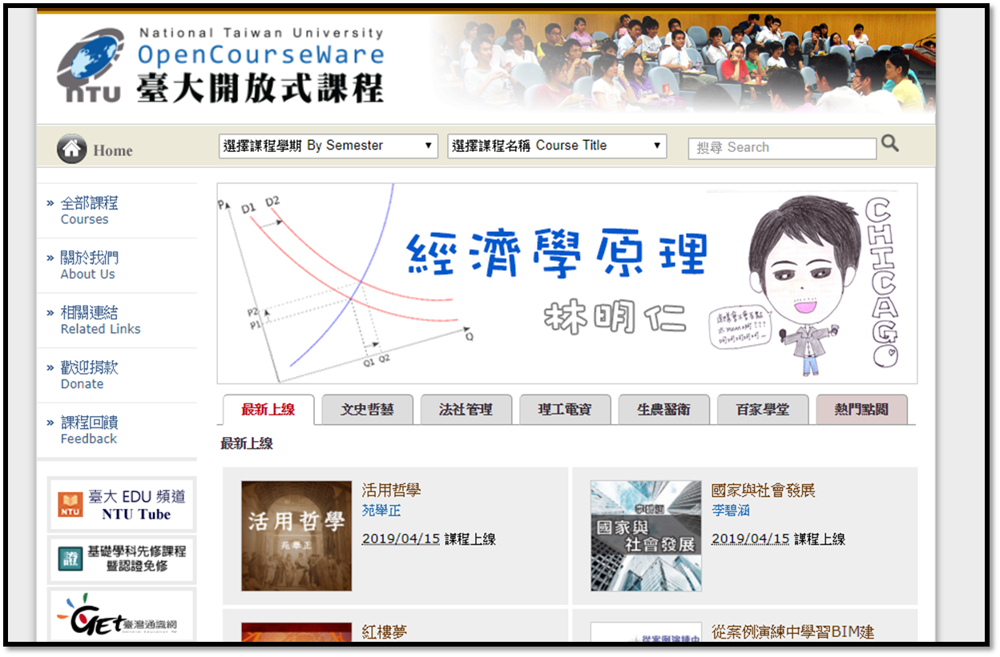 National Taiwan University
OpenCourseWare
NTU
臺大開放式課程
Home
選擇課程學期 By Semester
選擇課程名稱 Course Title
搜尋 Search
» 全部課程
Courses
» 關於我們
About Us
» 相關連結
Related Links
» 歡迎捐款
Donate
» 課程回饋
Feedback
NTU
臺大 EDU 頻道
NTU Tube
證
基礎學科先修課程
暨認證免修
GET臺灣通識網
P
D1 D2
P2
P1
Q1 Q2
Q
經濟學原理
林明仁
CHICAGO
最新上線
文史哲藝
法社管理
理工電資
生農醫衛
百家學堂
熱門點閱
最新上線
活用哲學
苑舉正
活用哲學
苑舉正
2019/04/15 課程上線
國家與
社會發展
國家與社會發展
李碧涵
2019/04/15 課程上線
紅樓夢
從案例演練中
從案例演練中學習BIM建